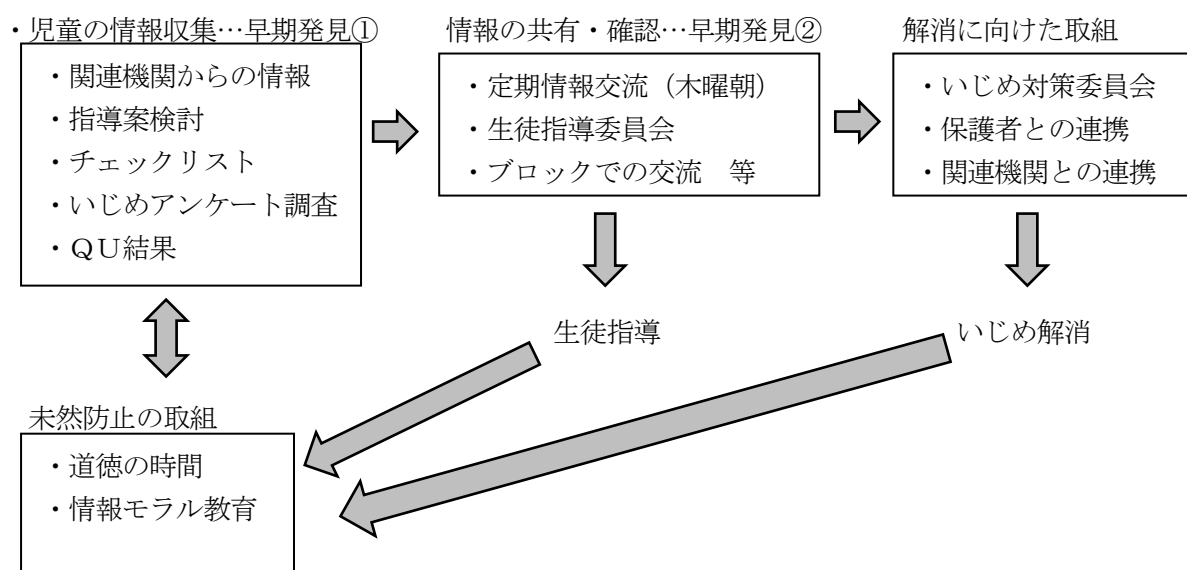 ・児童の情報収集…早期発見①
・関連機関からの情報
・指導案検討
・チェックリスト
・いじめアンケート調査
・ＱＵ結果
情報の共有・確認…早期発見②
・定期情報交流（木曜朝）
・生徒指導委員会
・ブロックでの交流　等
解消に向けた取組
・いじめ対策委員会
・保護者との連携
・関連機関との連携
生徒指導
いじめ解消
未然防止の取組
・道徳の時間
・情報モラル教育